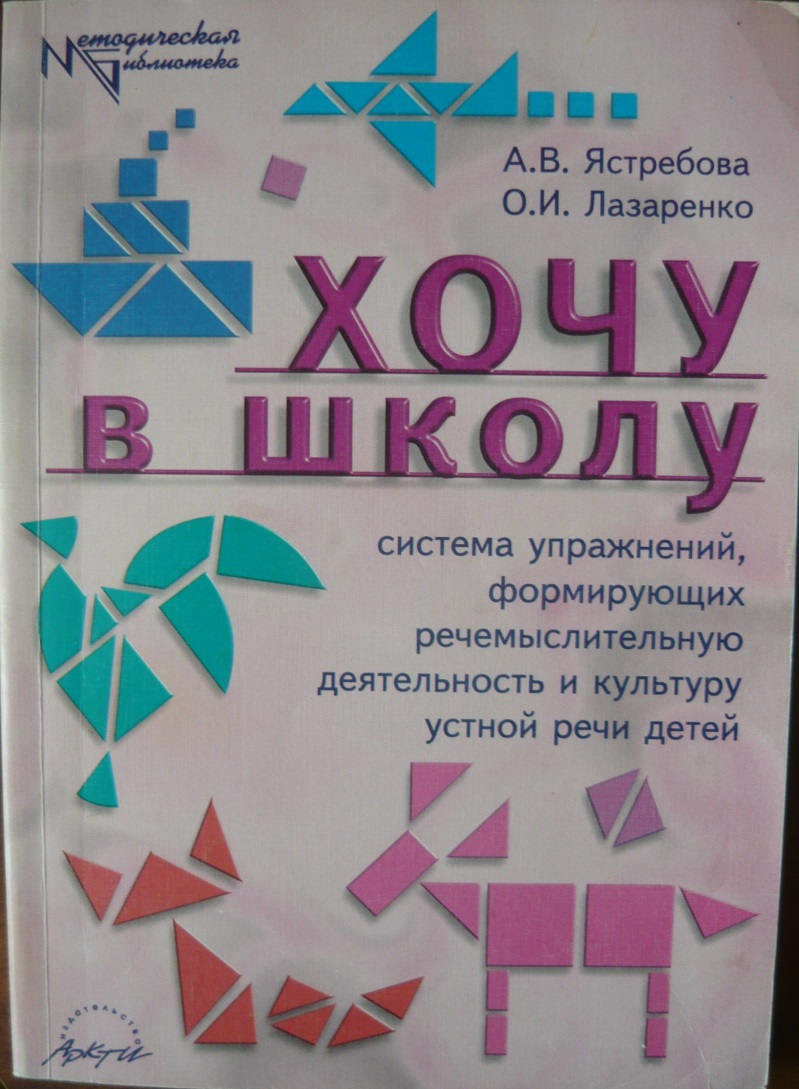 Методическая
Библиотека
А.В. Ястребова
О.И. Лазаренко
ХОЧУ
В ШКОЛУ
система упражнений,
формирующих
речемыслительную
деятельность и культуру
устной речи детей
ИЗДАТЕЛЬСТВО
АРКТИ